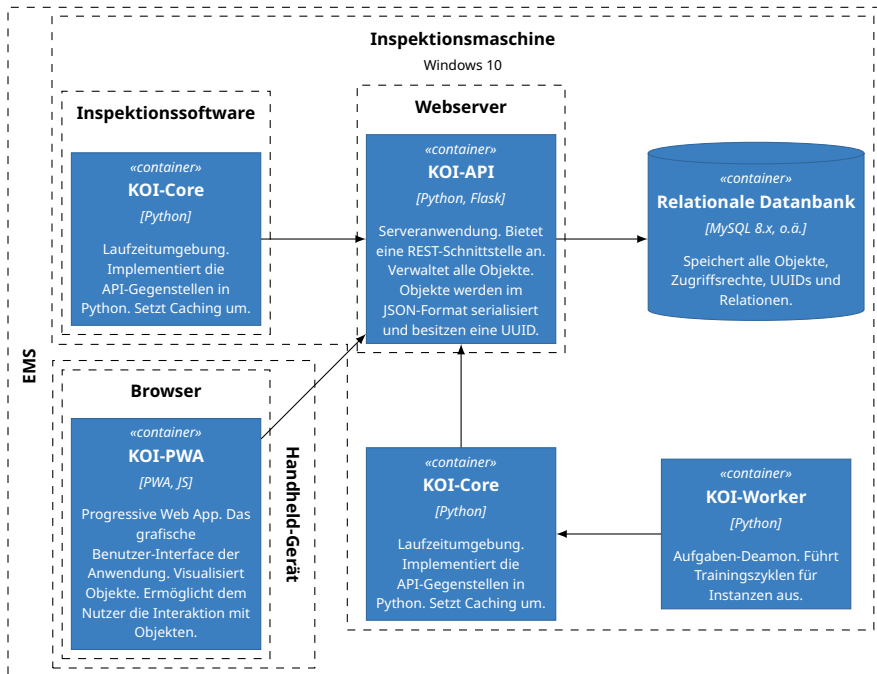 Inspektionsmaschine
Windows 10
Inspektionssoftware
«container»
KOI-Core
[Python]
Laufzeitumgebung.
Implementiert die
API-Gegenstellen in
Python. Setzt Caching um.
Webserver
«container»
KOI-API
[Python, Flask]
Serveranwendung. Bietet
eine REST-Schnittstelle an.
Verwaltet alle Objekte.
Objekte werden im
JSON-Format serialisiert
und besitzen eine UUID.
«container»
Relationale Datanbank
[MySQL 8.x, o.ä.]
Speichert alle Objekte,
Zugriffsrechte, UUIDs und
Relationen.
EMS
Browser
«container»
KOI-PWA
[PWA, JS]
Progressive Web App. Das
grafische
Benutzer-Interface der
Anwendung. Visualisiert
Objekte. Ermöglicht dem
Nutzer die Interaktion mit
Objekten.
Handheld-Gerät
«container»
KOI-Core
[Python]
Laufzeitumgebung.
Implementiert die
API-Gegenstellen in
Python. Setzt Caching um.
«container»
KOI-Worker
[Python]
Aufgaben-Deamon. Führt
Trainingszyklen für
Instanzen aus.